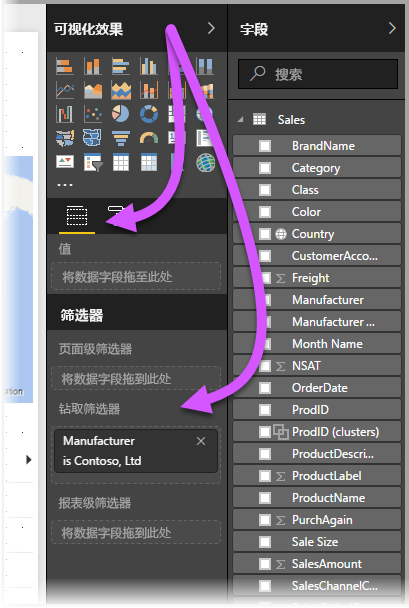 可视化效果
字段
搜索
...
值
将数据字段拖至此处
筛选器
页面级筛选器
将数据字段拖到此处
钻取筛选器
Manufacturer
is Contoso, Ltd
报表级筛选器
将数据字段拖到此处
Sales
BrandName
Category
Class
Color
Country
CustomerAcco...
Freight
Manufacturer
Manufacturer ...
Month Name
NSAT
OrderDate
ProdID
ProdID (clusters)
ProductDescri...
ProductLabel
ProductName
PurchAgain
Sale Size
SalesAmount
SalesChannelC...